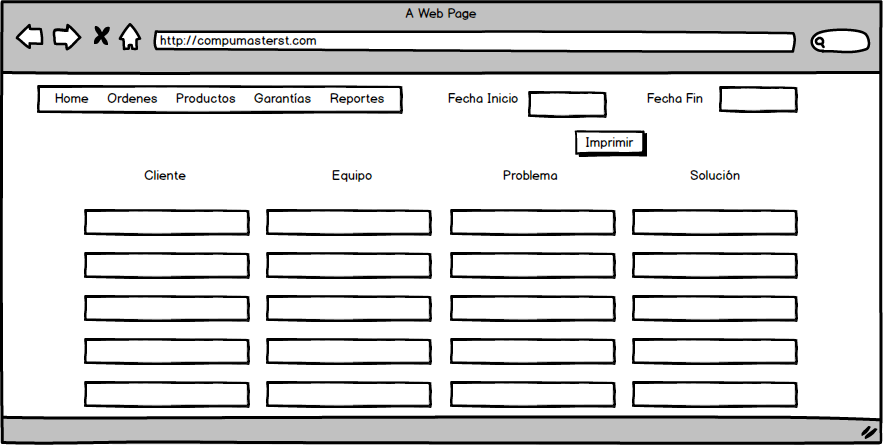 A Web Page
http://compumasterst.com
Home Ordenes Productos Garantías Reportes Fecha Inicio Fecha Fin
Imprimir
Cliente Equipo Problema Solución